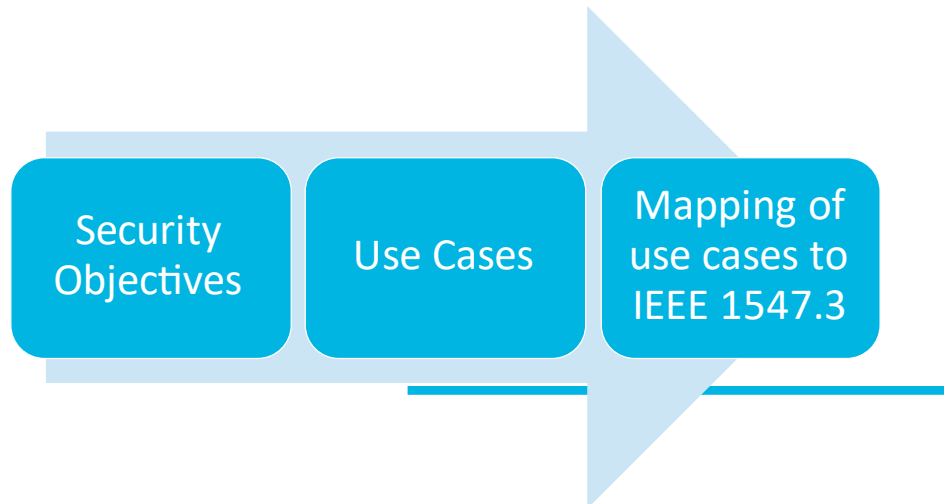 Security
Objectives
Use Cases
Mapping of
use cases to
IEEE 1547.3